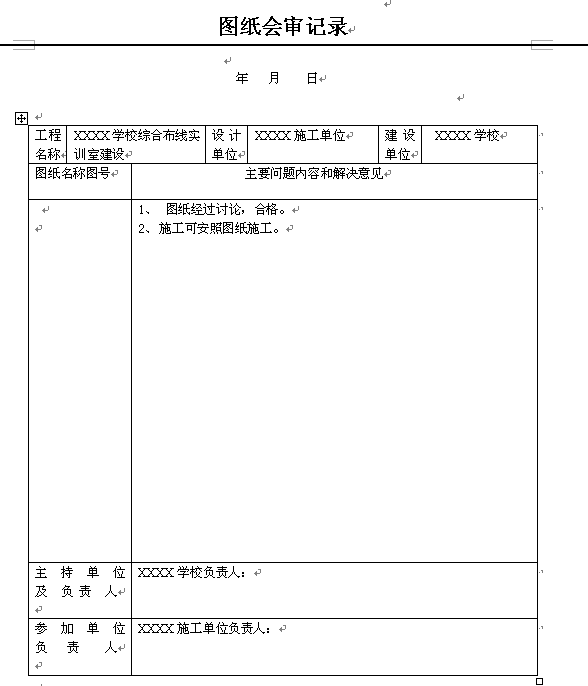 图纸会审记录
年 月 日
工程名称 XXXX 学校综合布线实训室建设 设计单位 XXXX 施工单位 建设单位 XXXX 学校
图纸名称图号 主要问题内容和解决意见
1、 图纸经过讨论，合格。
2、施工可安照图纸施工。
主持单位及负责人 XXXX 学校负责人：
参加单位负责人 XXXX 施工单位负责人：